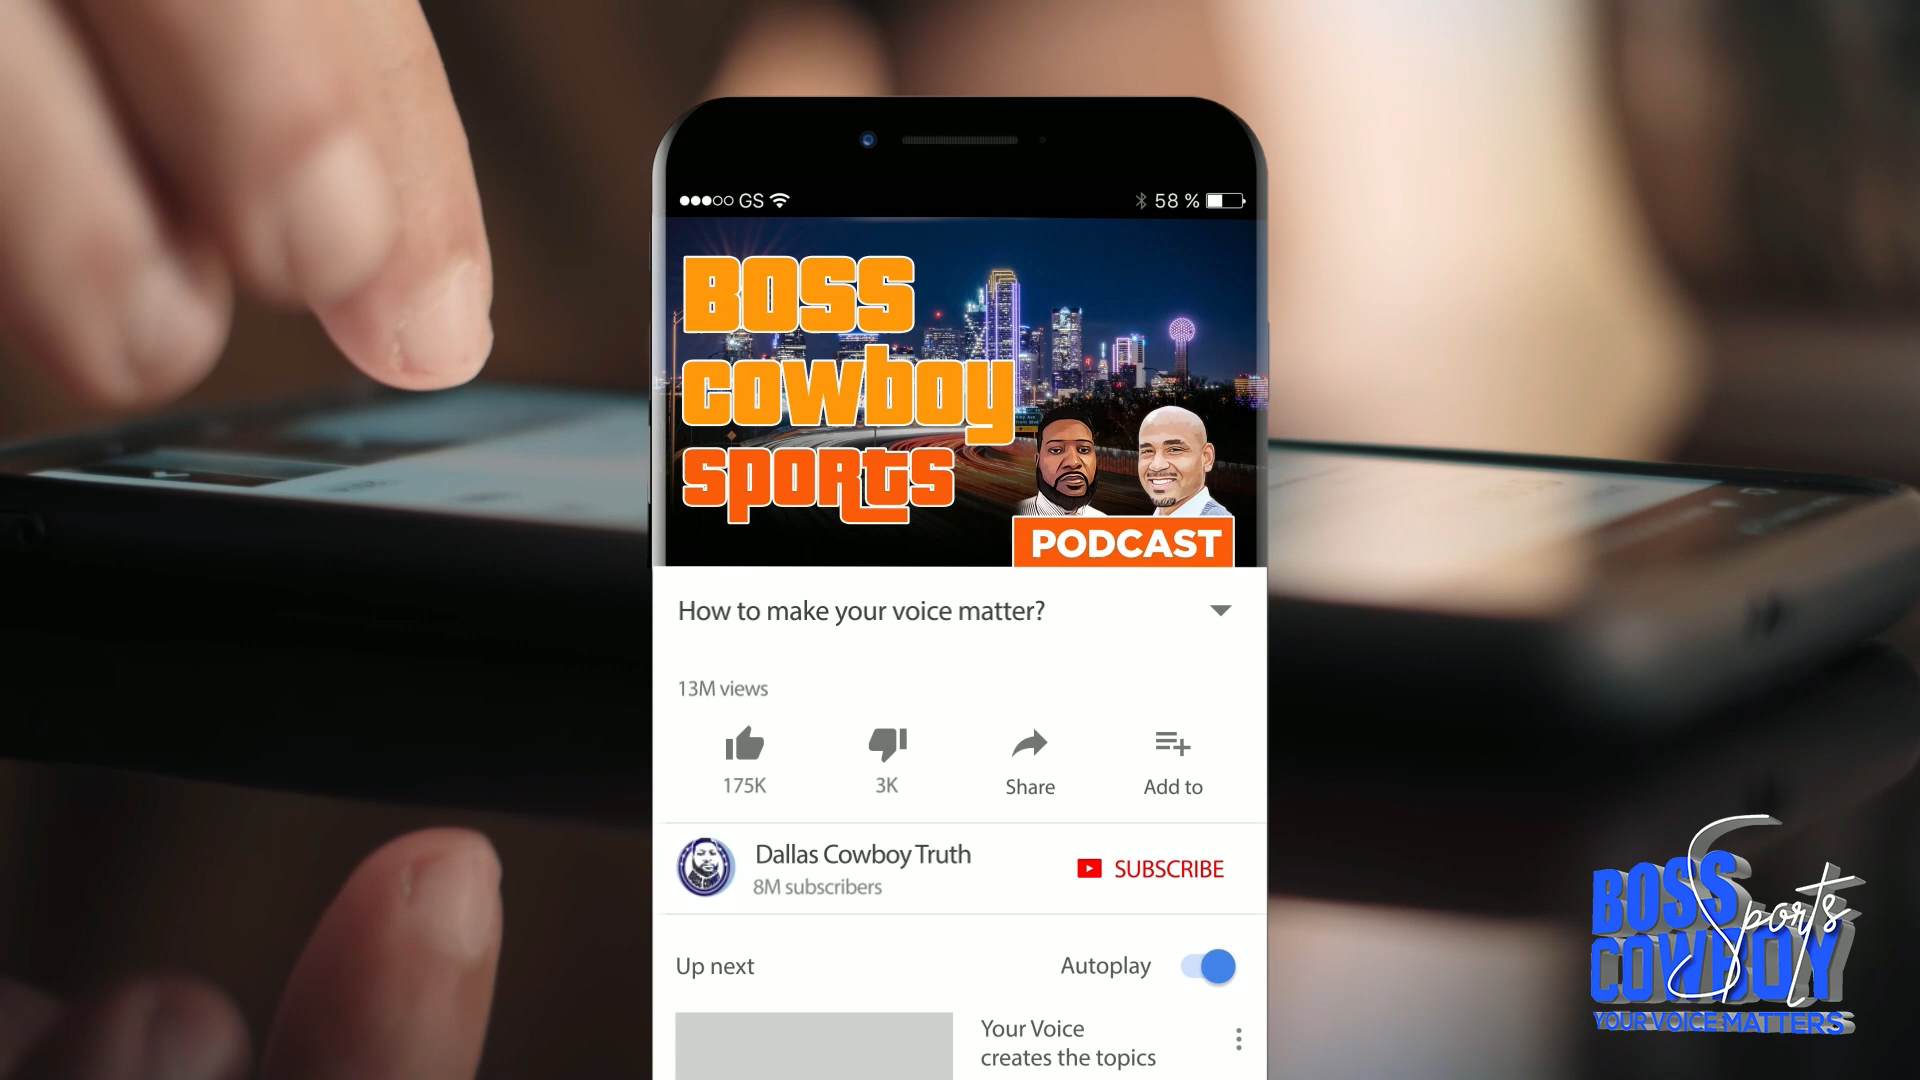 GS
58 %
BOSS
cowboy
SPORTS
PODCAST
How to make your voice matter?
13M views
175K
3K
Share
Add to
Dallas Cowboy Truth
8M subscribers
SUBSCRIBE
Up next
Autoplay
Your Voice
creates the topics
BOSS
Sports
COWBOY
YOUR VOICE MATTERS